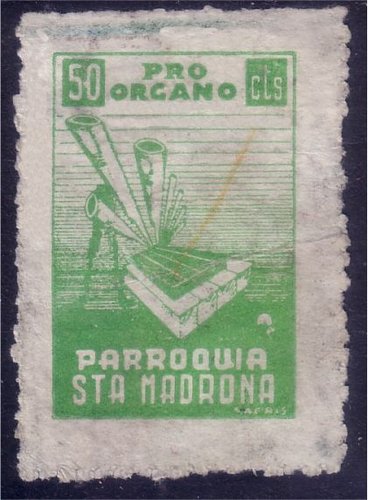 50 PRO cts
ORGANO
PARROQUIA
STA MADRONA